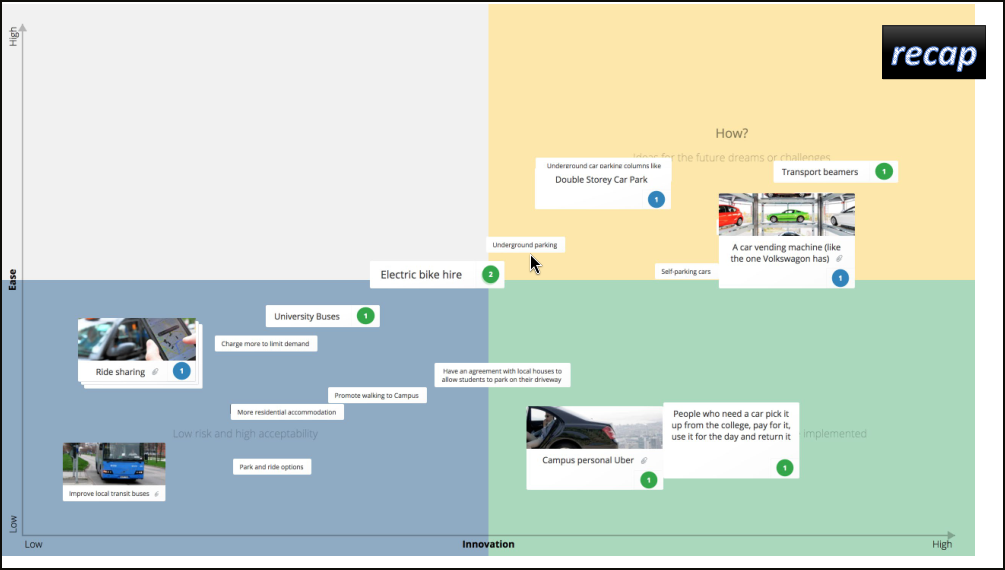 High
recap
How?
Ideas for the future dreams or challenges.
Underground car parking columns like
Double Storey Car Park
1
Transport beamers
1
Underground parking
A car vending machine (like
the one Volkswagon has)
1
Self-parking cars
Electric bike hire
2
Ease
University Buses
1
Charge more to limit demand
Ride sharing
1
Have an agreement with local houses to
allow students to park on their driveway
Promote walking to Campus
More residential accommodation
Low risk and high acceptability
People who need a car pick it
up from the college, pay for it,
use it for the day and return it
1
implemented
Campus personal Uber
1
Park and ride options
Improve local transit buses
Low
Low
Innovation
High